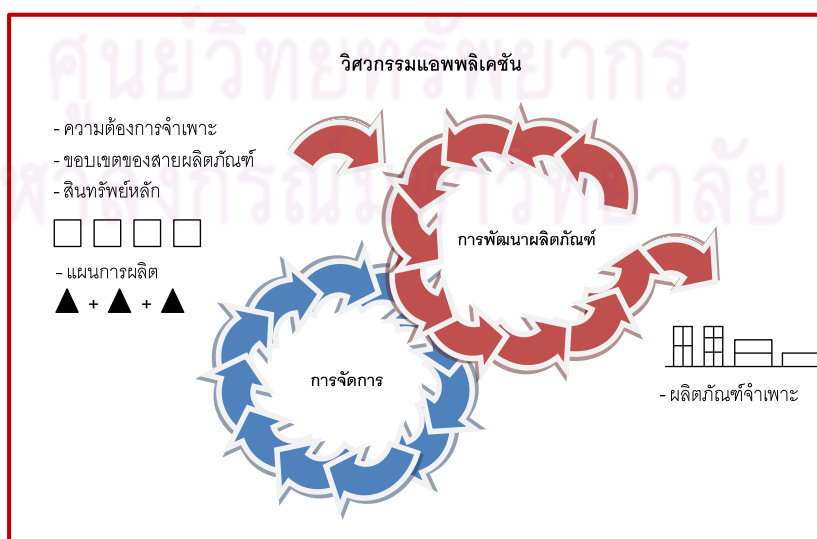 ศูนย์วิทยทรัพยากร
วิศวกรรมแอพพลิเคชัน
- ความต้องการจำเพาะ
- ขอบเขตของสายผลิตภัณฑ์
- สินทรัพย์หลัก
จุฬาลงกรณ์มหาวิทยาลัย
การพัฒนาผลิตภัณฑ์
- แผนการผลิต
+ +
การจัดการ
- ผลิตภัณฑ์จำเพาะ